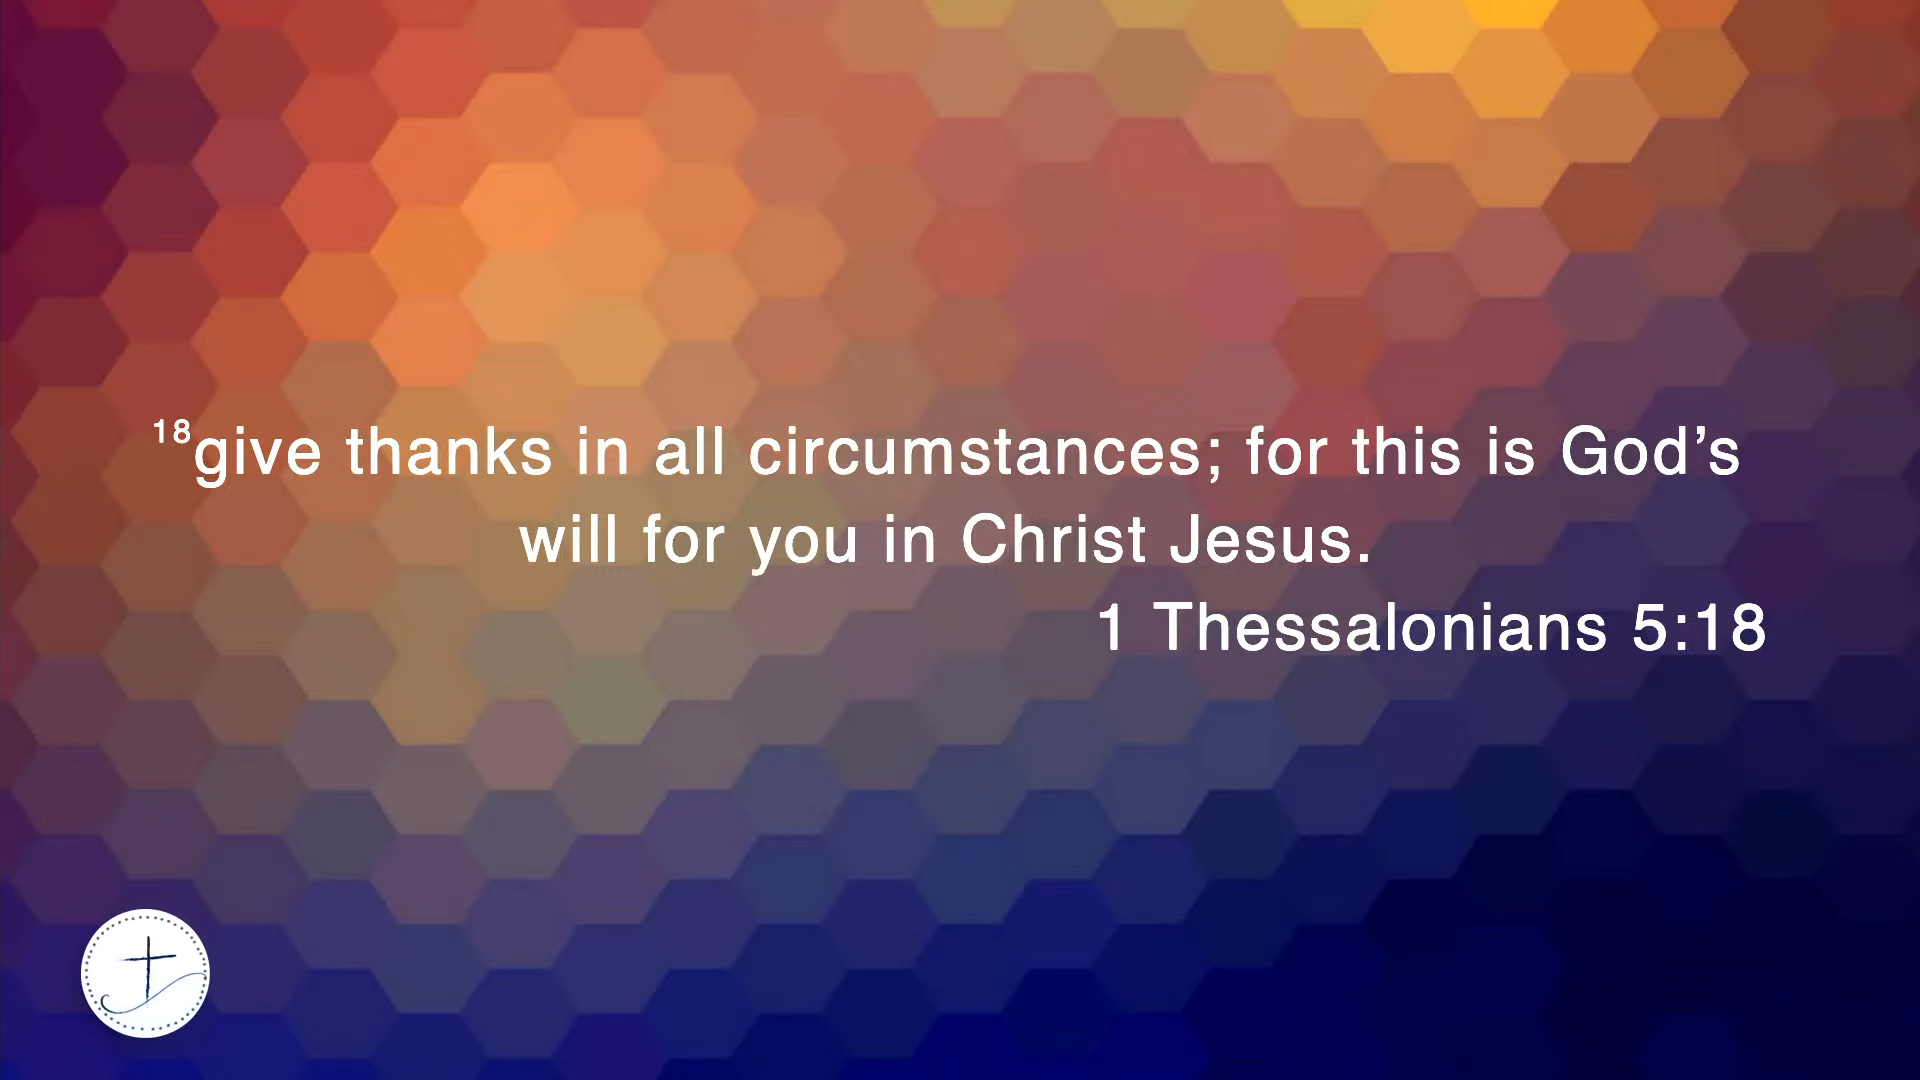 ¹⁸give thanks in all circumstances; for this is God’s
will for you in Christ Jesus.
1 Thessalonians 5:18